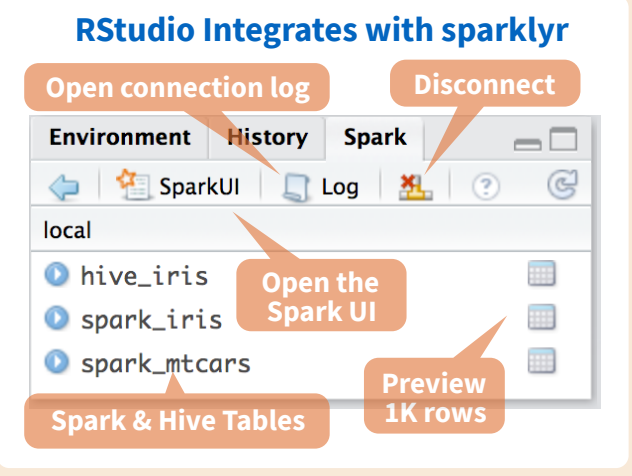 RStudio Integrates with sparklyr
Open connection log
Disconnect
Environment History Spark
SparkUI Log ?
local
hive_iris
Open the
Spark UI
spark_iris
spark_mtcars
Preview
1K rows
Spark & Hive Tables